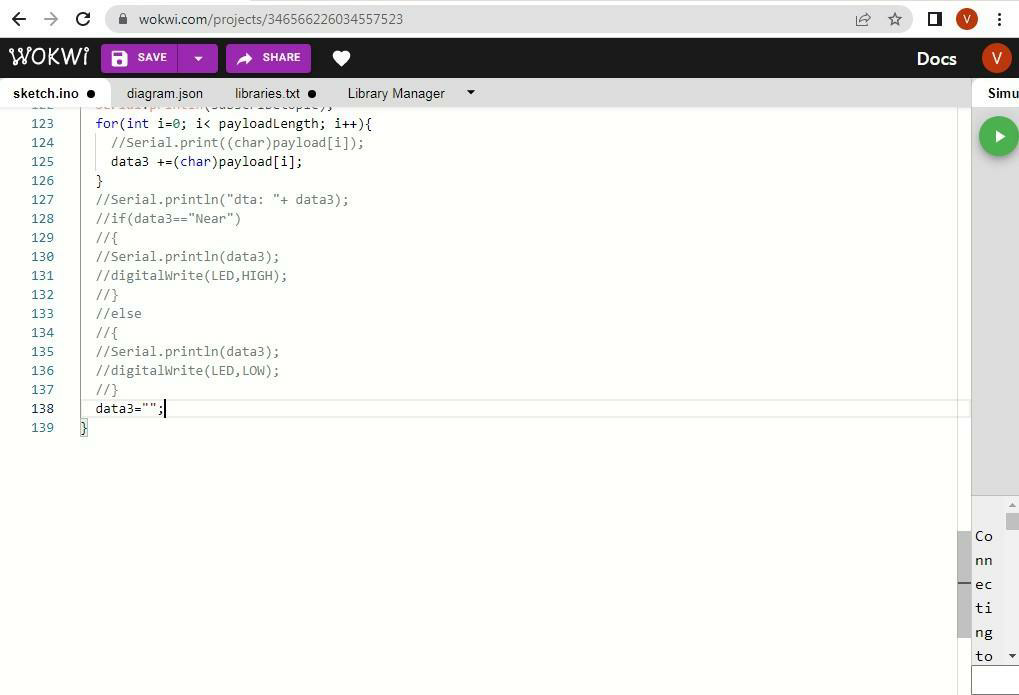 wokwi.com/projects/346566226034557523
V
WOKWI SAVE SHARE Docs V
sketch.ino ● diagram.json libraries.txt ● Library Manager Simu
123 for(int i=0; i< payloadLength; i++){
124 //Serial.print((char)payload[i]);
125 data3 +=(char)payload[i];
126 }
127 //Serial.println("dta: "+ data3);
128 //if(data3=="Near")
129 //{
130 //Serial.println(data3);
131 //digitalWrite(LED,HIGH);
132 //}
133 //else
134 //{
135 //Serial.println(data3);
136 //digitalWrite(LED,LOW);
137 //}
138 data3="";
139 }
Co
nn
ec
ti
ng
to